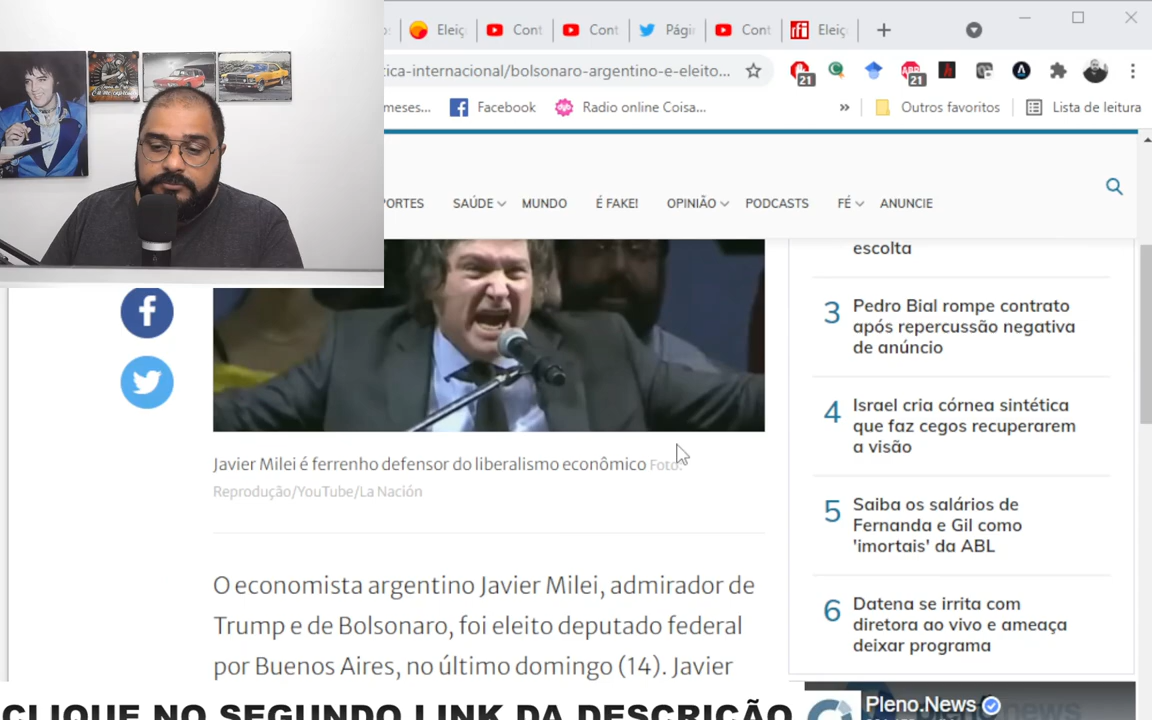 Eleiç
Cont
Cont
Pági
Cont
rfi Eleiç
tica-internacional/bolsonaro-argentino-e-eleito...
21
21
meses...
Facebook
Radio online Coisa...
»
Outros favoritos
Lista de leitura
PORTES
SAÚDE
MUNDO
É FAKE!
OPINIÃO
PODCASTS
FÉ
ANUNCIE
escolta
3 Pedro Bial rompe contrato
após repercussão negativa
de anúncio
4 Israel cria córnea sintética
que faz cegos recuperarem
a visão
5 Saiba os salários de
Fernanda e Gil como
'imortais' da ABL
6 Datena se irrita com
diretora ao vivo e ameaça
deixar programa
Javier Milei é ferrenho defensor do liberalismo econômico Foto:
Reprodução/YouTube/La Nación
O economista argentino Javier Milei, admirador de
Trump e de Bolsonaro, foi eleito deputado federal
por Buenos Aires, no último domingo (14). Javier
Pleno.News
CLIQUE NO SEGUNDO LINK DA DESCRIÇÃO